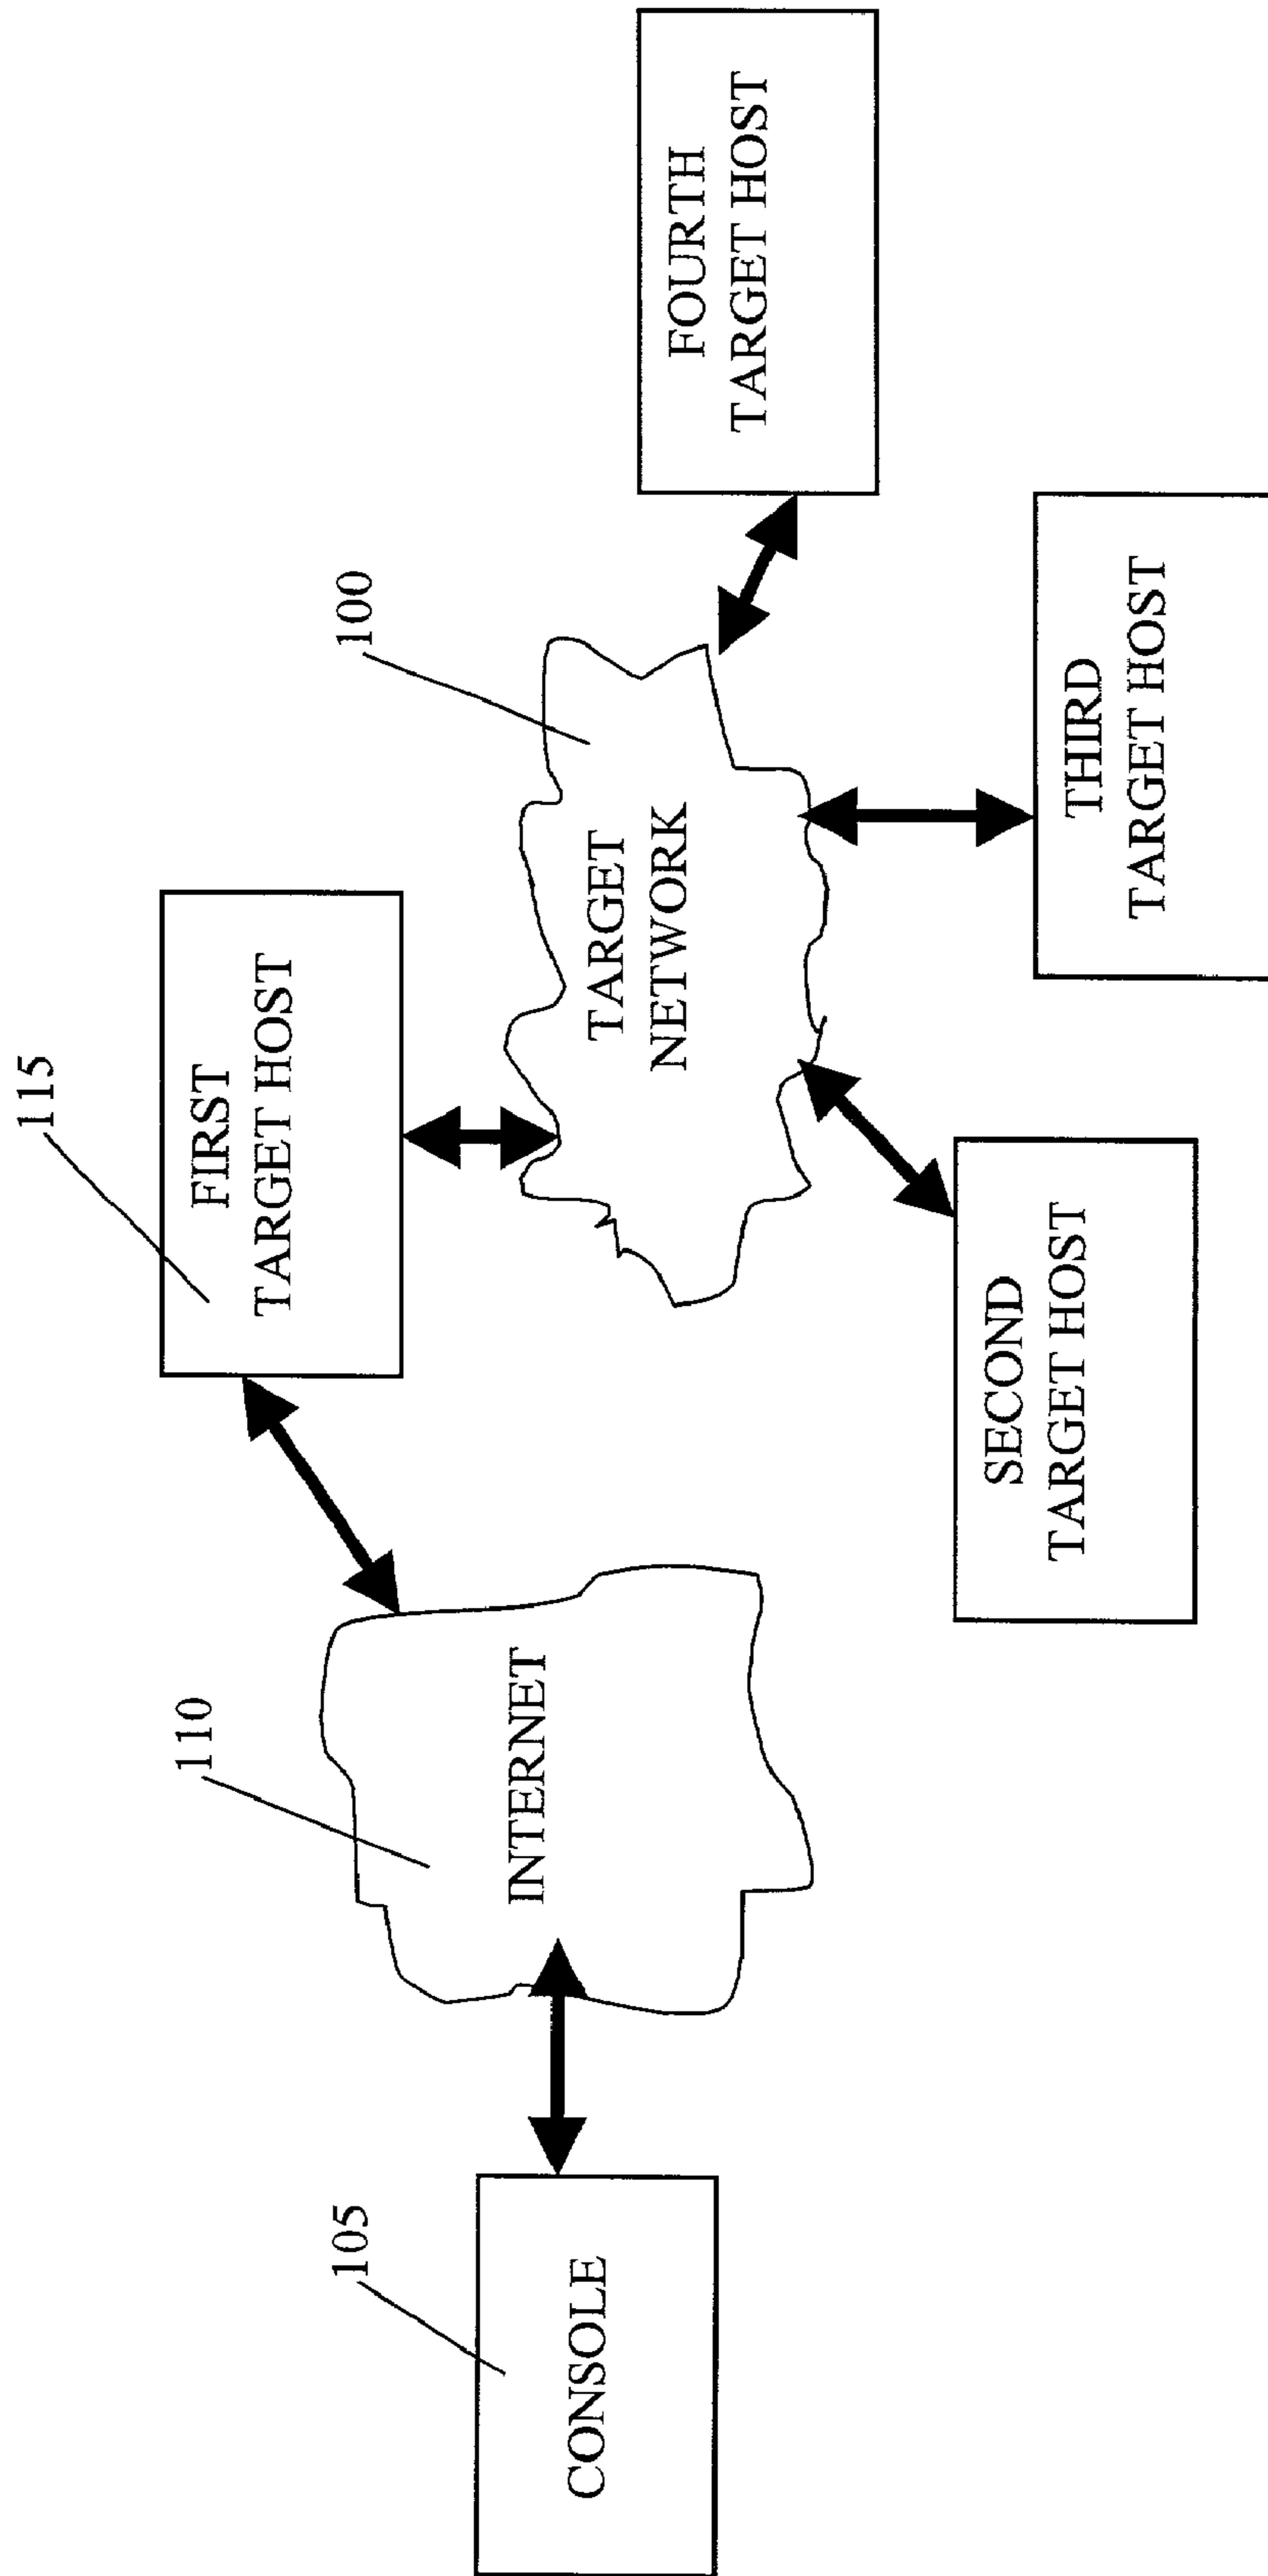 115
FIRST
TARGET HOST
110
INTERNET
105
CONSOLE
100
TARGET
NETWORK
FOURTH
TARGET HOST
SECOND
TARGET HOST
THIRD
TARGET HOST